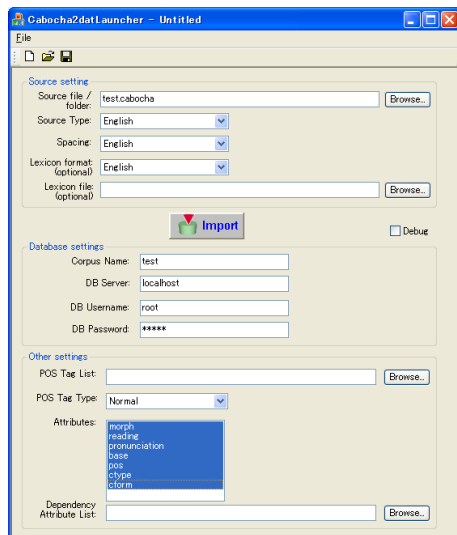 Cabocha2datLauncher - Untitled
File
Source setting
Source file /
folder:
test.cabocha
Browse..
Source Type:
English
Spacing:
English
Lexicon format:
(optional)
English
Lexicon file:
(optional)
Browse..
Import
Debug
Database settings
Corpus Name:
test
DB Server:
localhost
DB Username:
root
DB Password:
*****
Other settings
POS Tag List:
Browse..
POS Tag Type:
Normal
Attributes:
morph
reading
pronunciation
base
pos
ctype
cform
Dependency
Attribute List:
Browse..